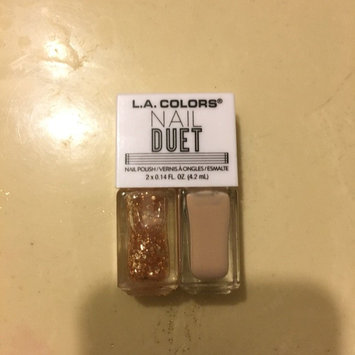 L.A. COLORS®
NAIL
DUET
NAIL POLISH/VERNIS À ONGLES/ESMALTE
2 x 0.14 FL. OZ. (4.2 mL)